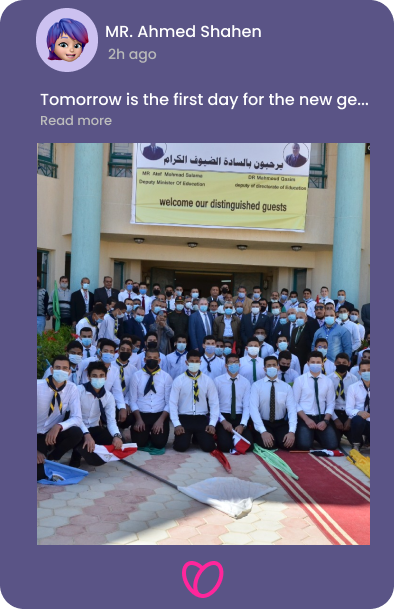 MR. Ahmed Shahen
2h ago
Tomorrow is the first day for the new ge...
Read more
يرحبون بالسادة الضيوف الكرام
MR Atef Mohmad Salama
DR Mahmoud Qasim
Deputy Minister Of Education
deputy of directorate of Education
welcome our distinguished guests